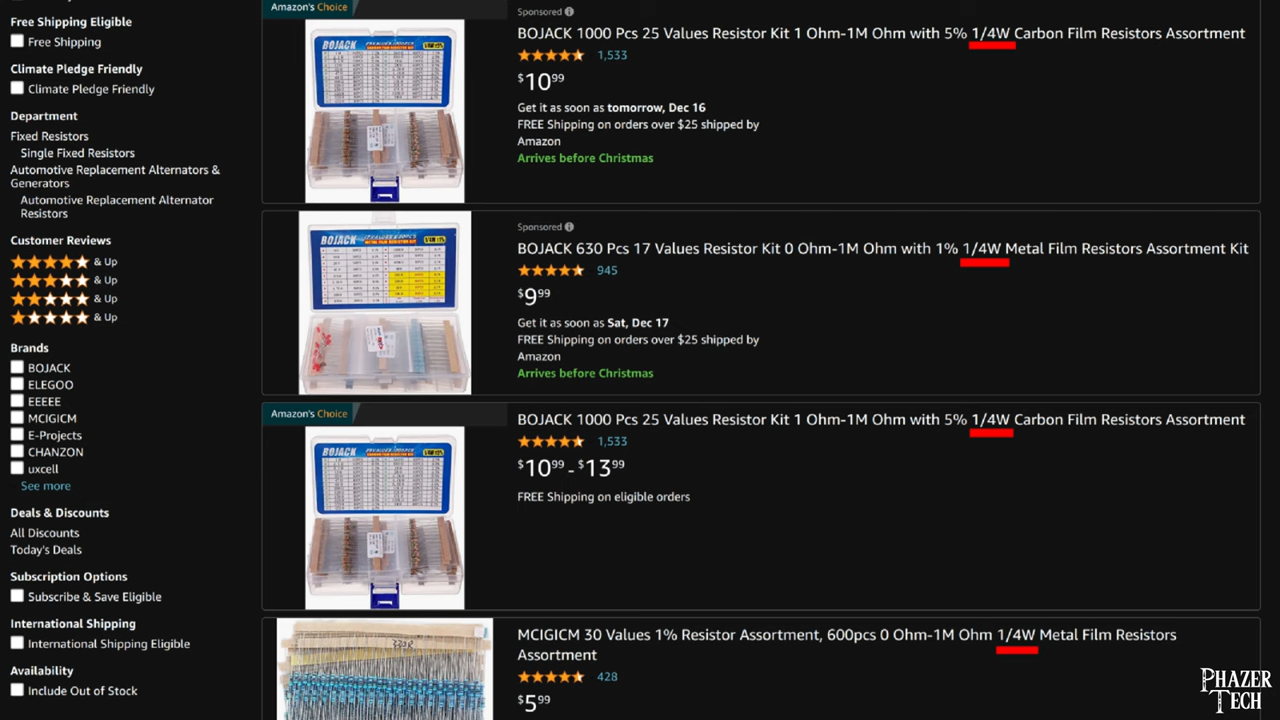 Free Shipping Eligible
Free Shipping
Climate Pledge Friendly
Climate Pledge Friendly
Department
Fixed Resistors
Single Fixed Resistors
Automotive Replacement Alternators &
Generators
Automotive Replacement Alternator
Resistors
Customer Reviews
& Up
& Up
& Up
& Up
Brands
BOJACK
ELEGOO
EEEEE
MCIGICM
E-Projects
CHANZON
uxcell
See more
Deals & Discounts
All Discounts
Today's Deals
Subscription Options
Subscribe & Save Eligible
International Shipping
International Shipping Eligible
Availability
Include Out of Stock
Amazon's Choice
BOJACK
Sponsored
BOJACK 1000 Pcs 25 Values Resistor Kit 1 Ohm-1M Ohm with 5% 1/4W Carbon Film Resistors Assortment
1,533
$10.99
Get it as soon as tomorrow, Dec 16
FREE Shipping on orders over $25 shipped by
Amazon
Arrives before Christmas
BOJACK
Sponsored
BOJACK 630 Pcs 17 Values Resistor Kit 0 Ohm-1M Ohm with 1% 1/4W Metal Film Resistors Assortment Kit
945
$9.99
Get it as soon as Sat, Dec 17
FREE Shipping on orders over $25 shipped by
Amazon
Arrives before Christmas
Amazon's Choice
BOJACK
BOJACK 1000 Pcs 25 Values Resistor Kit 1 Ohm-1M Ohm with 5% 1/4W Carbon Film Resistors Assortment
1,533
$10.99 - $13.99
FREE Shipping on eligible orders
MCIGICM 30 Values 1% Resistor Assortment, 600pcs 0 Ohm-1M Ohm 1/4W Metal Film Resistors
Assortment
428
$5.99
PHAZER
TECH